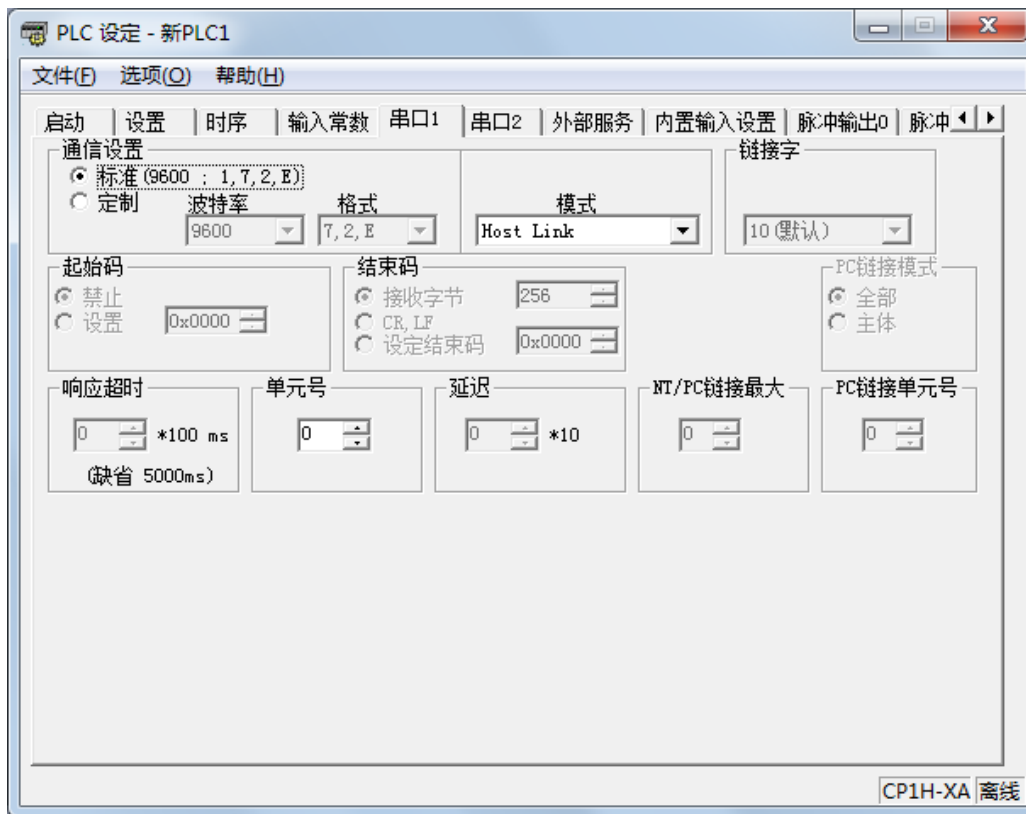 PLC 设定 - 新PLC1
文件(F) 选项(O) 帮助(H)
启动 设置 时序 输入常数 串口1 串口2 外部服务 内置输入设置 脉冲输出0 脉冲
通信设置 链接字
标准(9600 ; 1,7,2,E)
定制 波特率 格式 模式
9600 7,2,E Host Link 10(默认)
起始码 结束码 PC链接模式
禁止 接收字节 256 全部
设置 0x0000 CR,LF 主体
设定结束码 0x0000
响应超时 单元号 延迟 NT/PC链接最大 PC链接单元号
0 *100 ms 0 0 *10 0 0
(缺省 5000ms)
CP1H-XA 离线